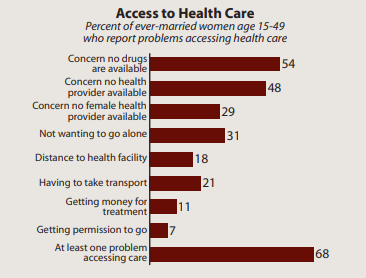 Access to Health Care
Percent of ever-married women age 15-49
who report problems accessing health care
Concern no drugs
are available
54
Concern no health
provider available
48
Concern no female health
provider available
29
Not wanting to go alone
31
Distance to health facility
18
Having to take transport
21
Getting money for
treatment
11
Getting permission to go
7
At least one problem
accessing care
68